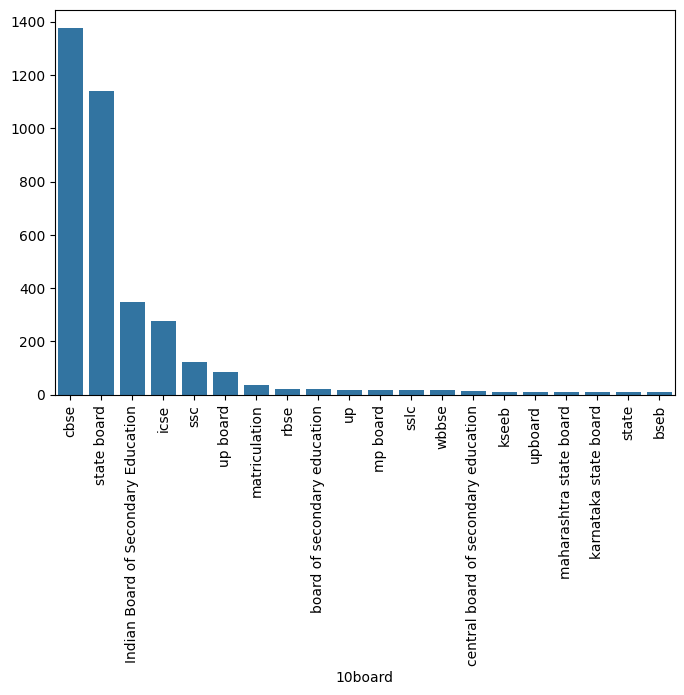 1400
1200
1000
800
600
400
200
0
cbse
state board
Indian Board of Secondary Education
icse
ssc
up board
matriculation
rbse
board of secondary education
up
mp board
sslc
wbbse
central board of secondary education
kseeb
upboard
maharashtra state board
karnataka state board
state
bseb
10board